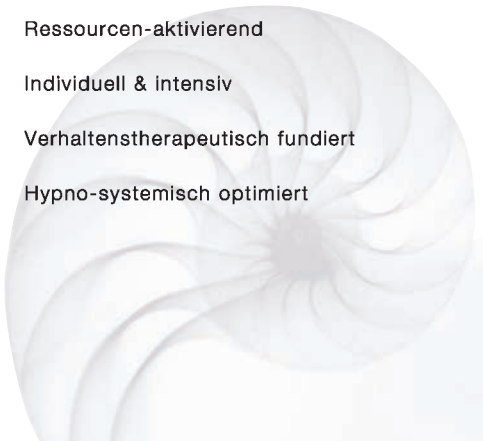 Ressourcen-aktivierend
Individuell & intensiv
Verhaltenstherapeutisch fundiert
Hypno-systemisch optimiert